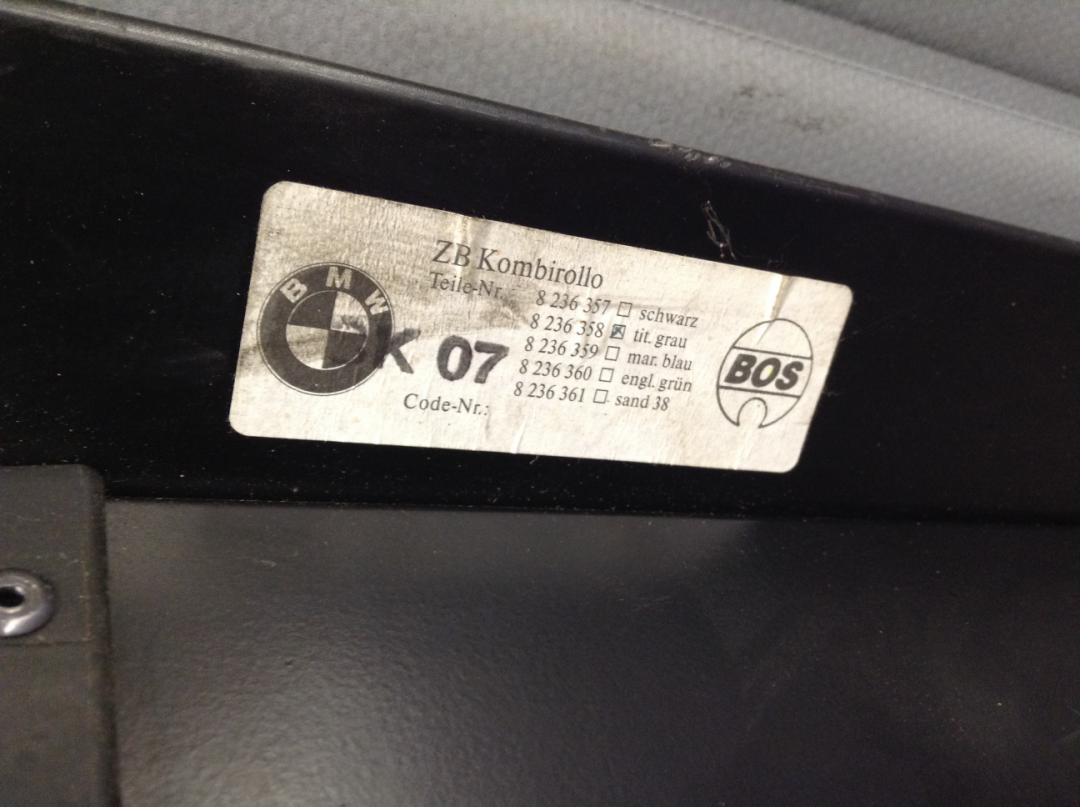 ZB Kombirollo
Teile-Nr.
8 236 357 ☐ schwarz
8 236 358 ☒ tit. grau
8 236 359 ☐ mar. blau
8 236 360 ☐ engl. grün
8 236 361 ☐ sand 38
BMW
K 07
Code-Nr.:
BOS